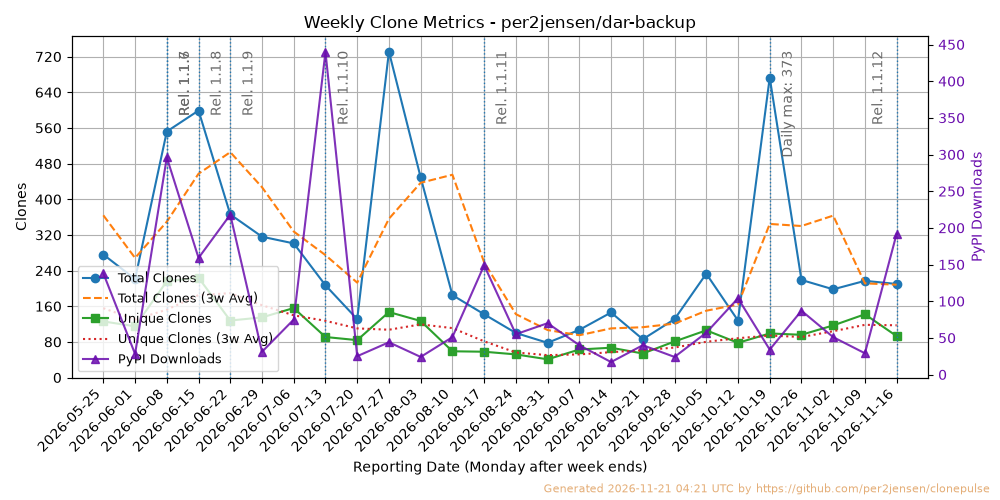 Weekly Clone Metrics - per2jensen/dar-backup
720
640
560
480
400
320
240
160
80
0
Clones
450
400
350
300
250
200
150
100
50
0
PyPI Downloads
Rel. 1.1.8
Rel. 1.1.9
Rel. 1.1.10
Rel. 1.1.11
Daily max: 373
Rel. 1.1.12
Total Clones
Total Clones (3w Avg)
Unique Clones
Unique Clones (3w Avg)
PyPI Downloads
2026-05-25
2026-06-01
2026-06-08
2026-06-15
2026-06-22
2026-06-29
2026-07-06
2026-07-13
2026-07-20
2026-07-27
2026-08-03
2026-08-10
2026-08-17
2026-08-24
2026-08-31
2026-09-07
2026-09-14
2026-09-21
2026-09-28
2026-10-05
2026-10-12
2026-10-19
2026-10-26
2026-11-02
2026-11-09
2026-11-16
Reporting Date (Monday after week ends)
Generated 2026-11-21 04:21 UTC by https://github.com/per2jensen/clonepulse